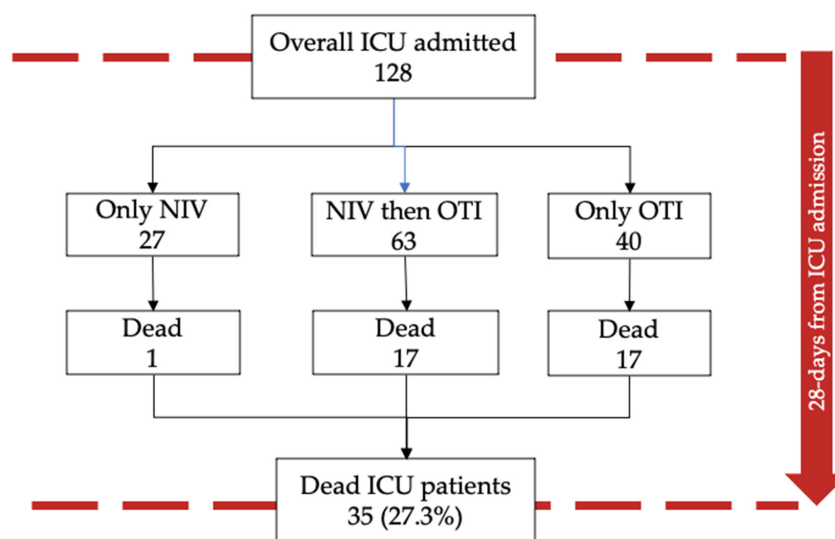 Overall ICU admitted
128
Only NIV
27
NIV then OTI
63
Only OTI
40
Dead
1
Dead
17
Dead
17
Dead ICU patients
35 (27.3%)
28-days from ICU admission